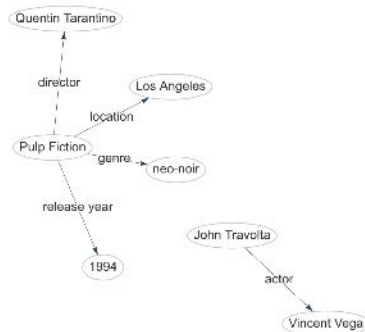 Quentin Tarantino
director
Los Angeles
location
Pulp Fiction
genre
neo-noir
release year
John Travolta
1994
actor
Vincent Vega